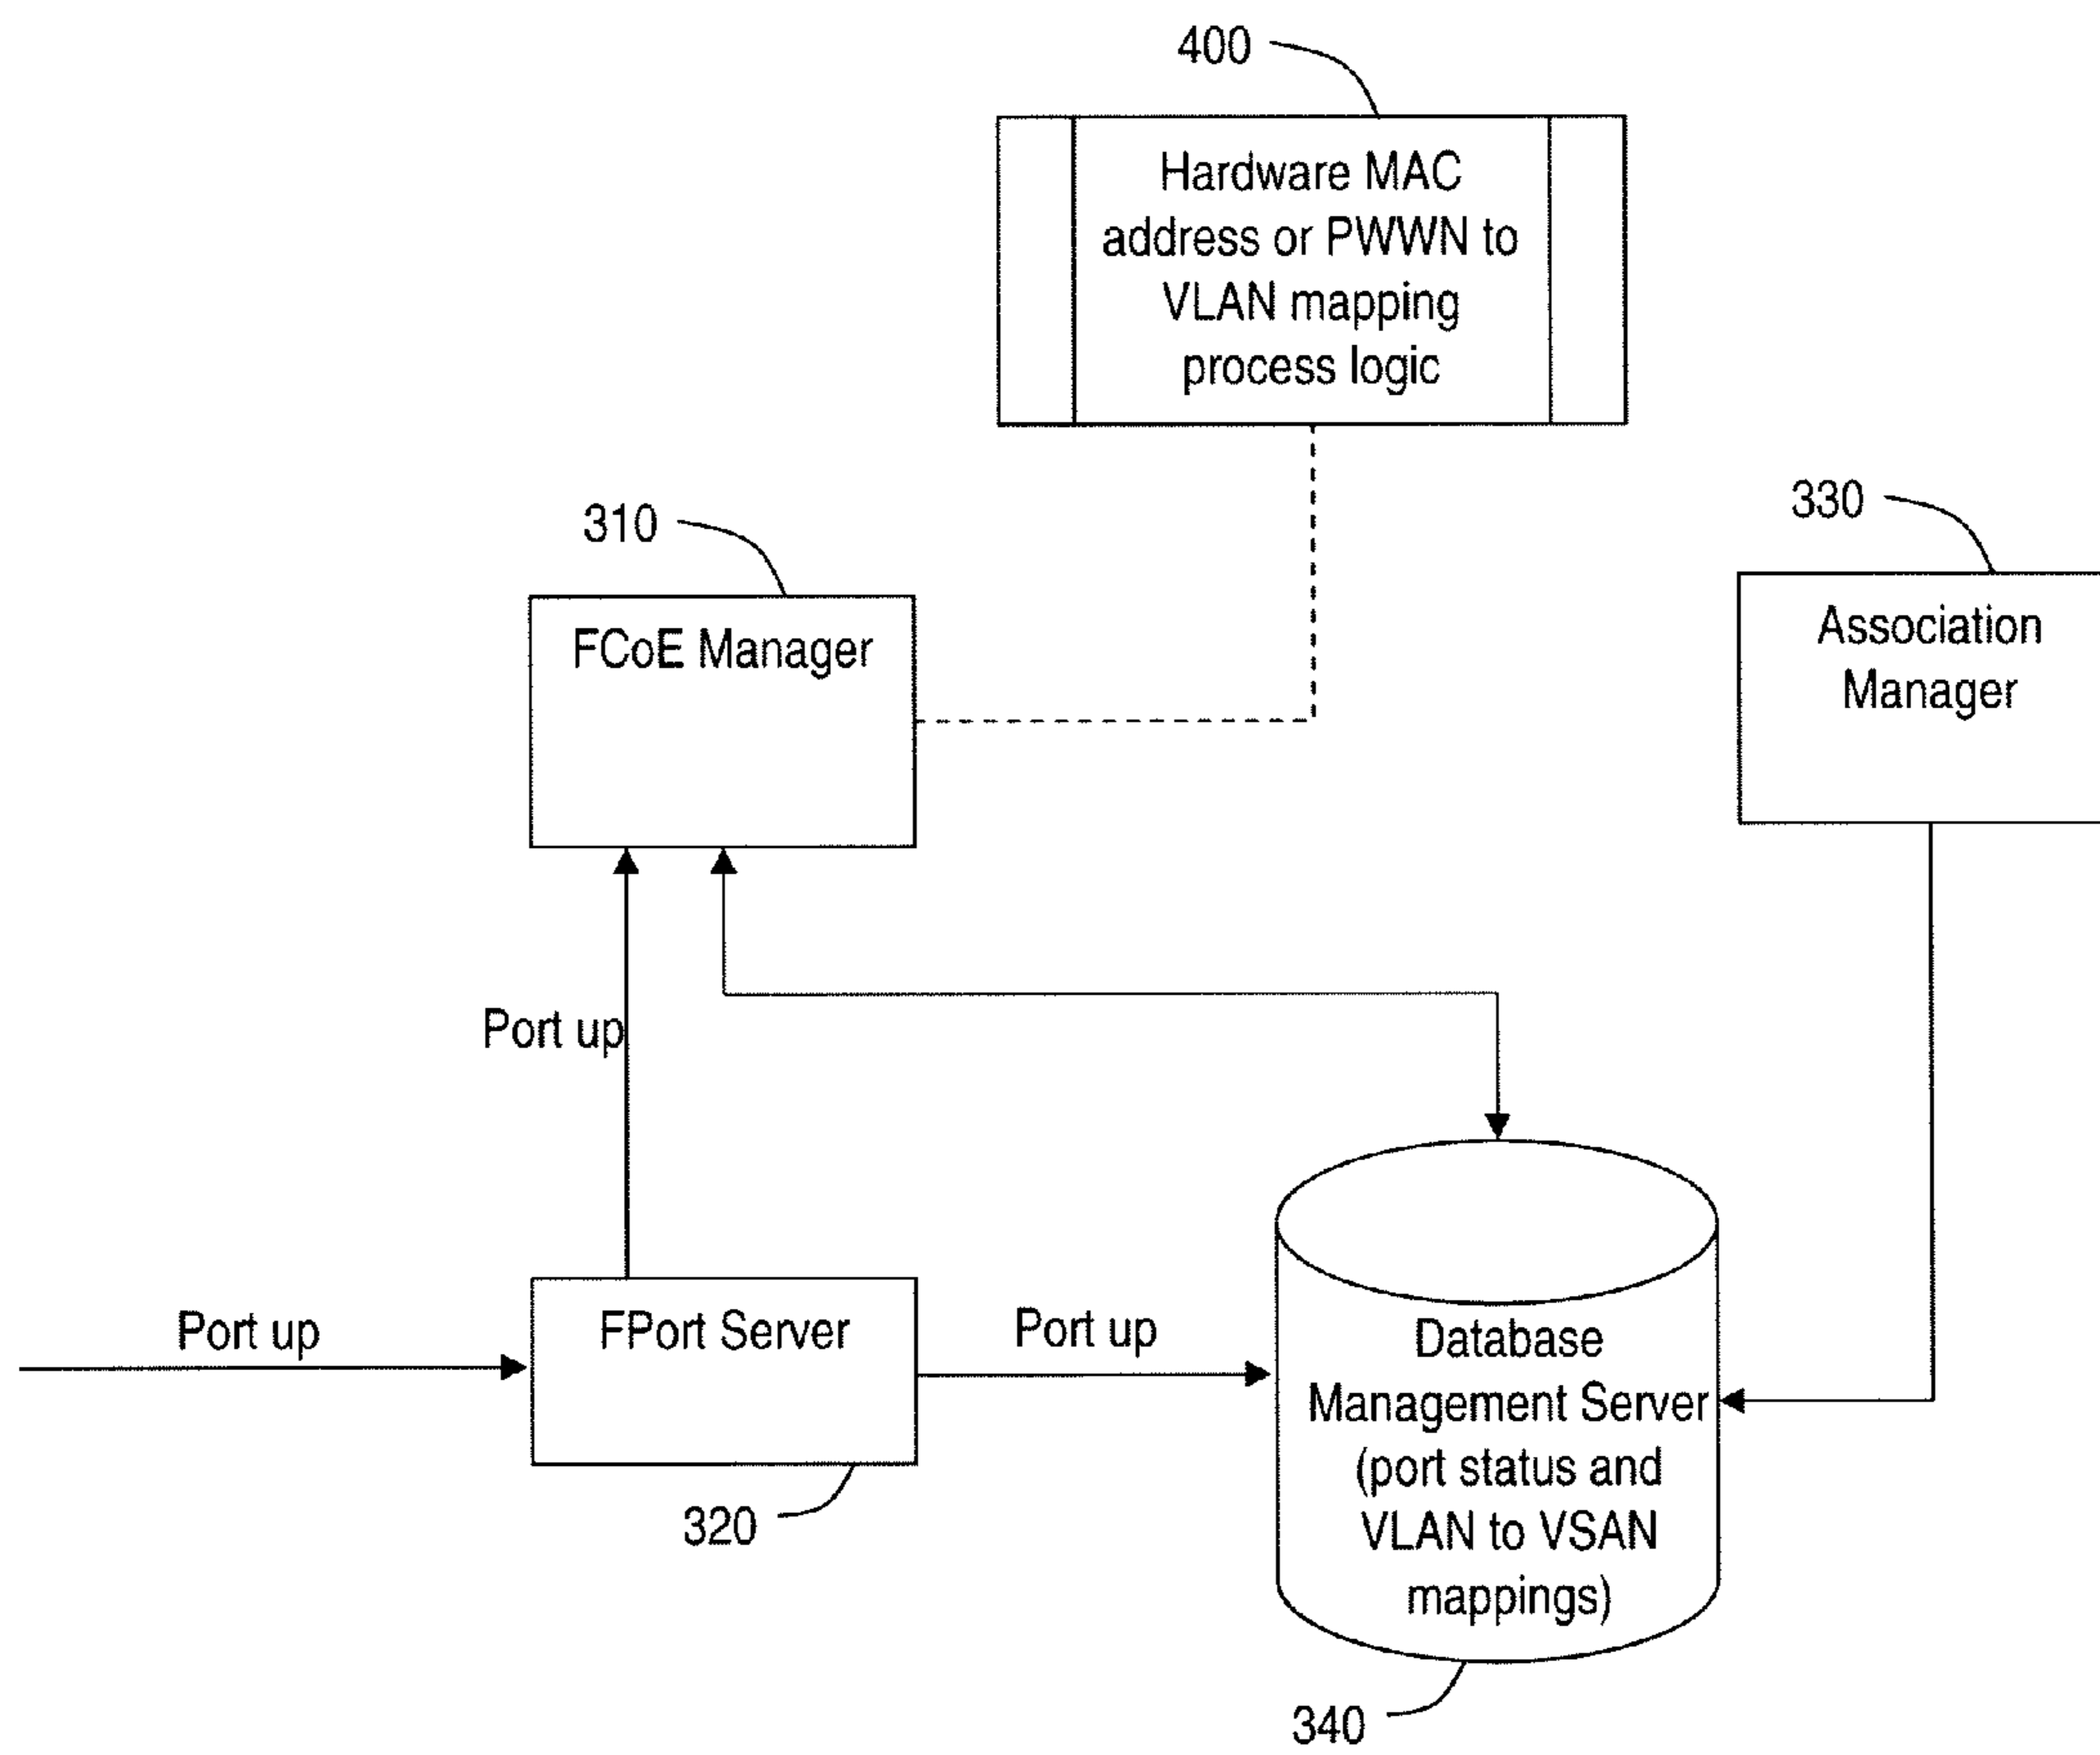 400
Hardware MAC
address or PWWN to
VLAN mapping
process logic
310
FCoE Manager
330
Association
Manager
Port up
Port up
FPort Server
Port up
320
Database
Management Server
(port status and
VLAN to VSAN
mappings)
340